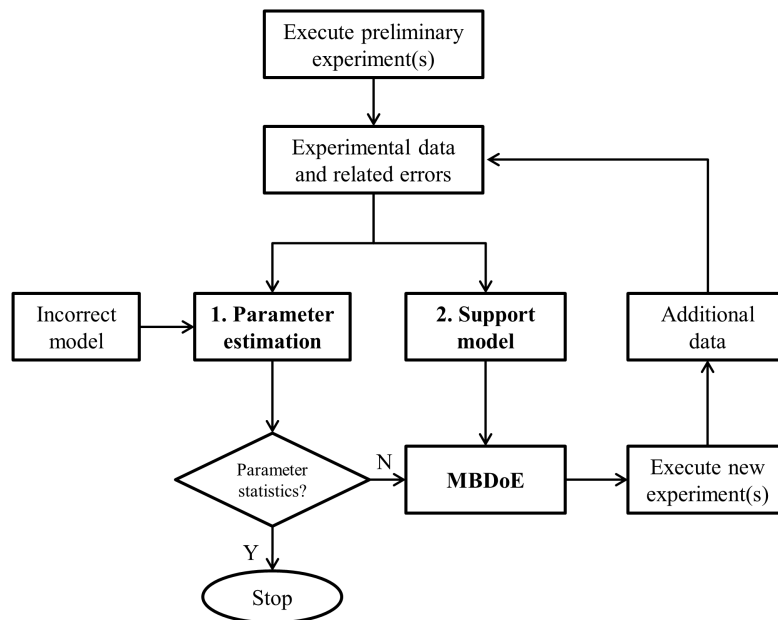 Execute preliminary
experiment(s)
Experimental data
and related errors
Incorrect
model
1. Parameter
estimation
2. Support
model
Additional
data
Parameter
statistics?
N
MBDoE
Execute new
experiment(s)
Y
Stop